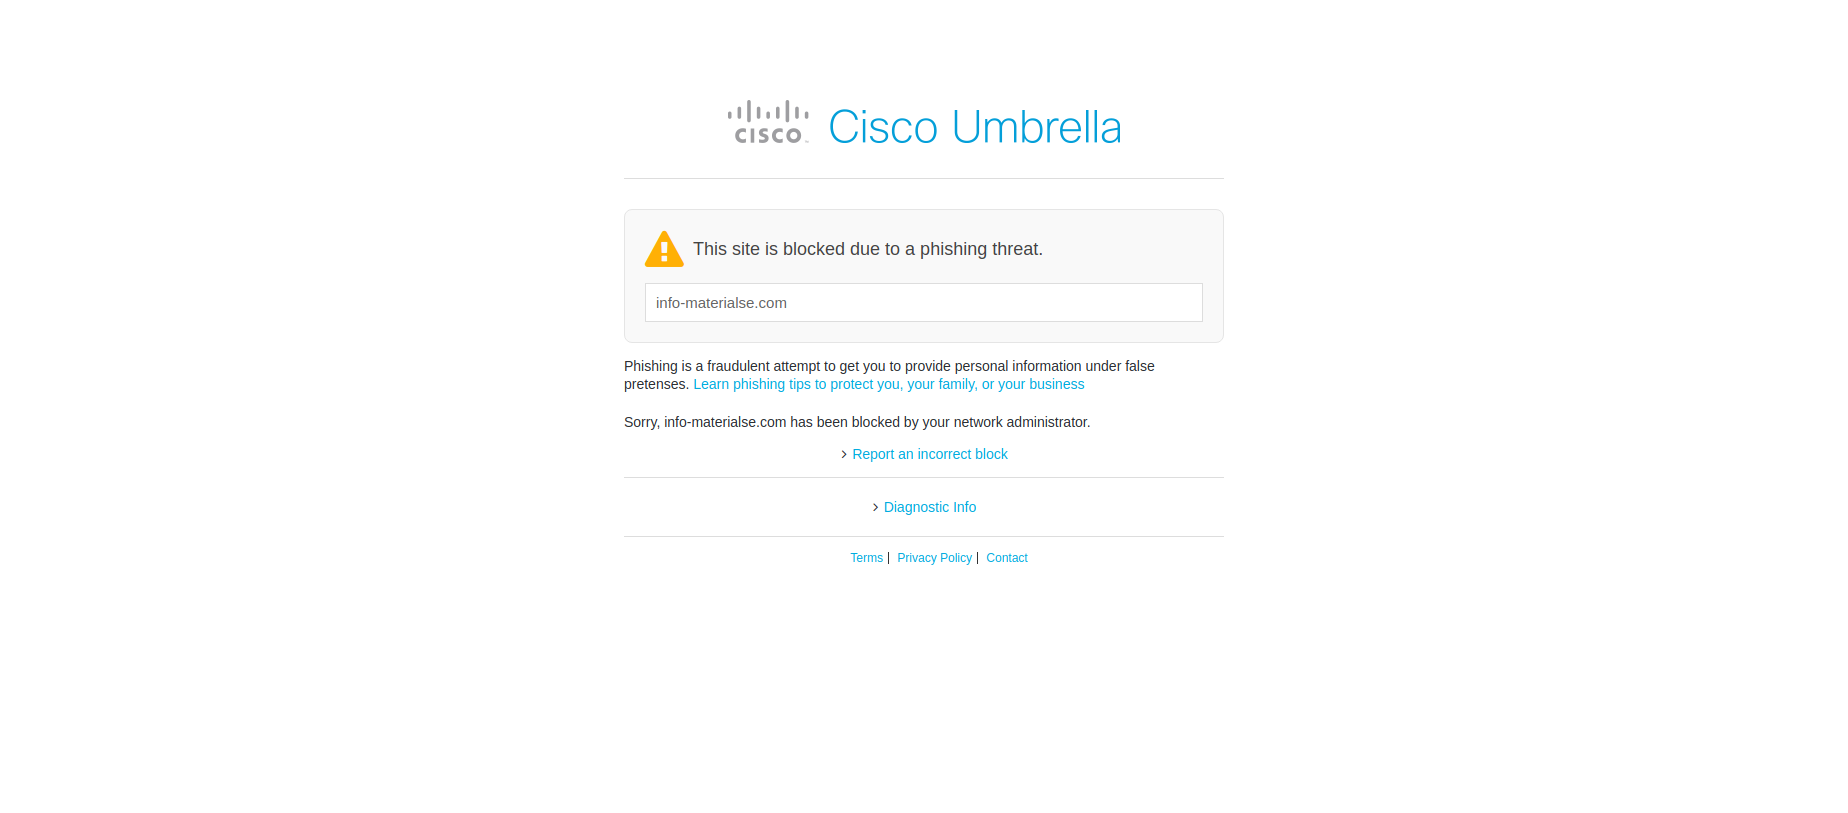 cisco Cisco Umbrella
This site is blocked due to a phishing threat.
info-materialse.com
Phishing is a fraudulent attempt to get you to provide personal information under false
pretenses. Learn phishing tips to protect you, your family, or your business
Sorry, info-materialse.com has been blocked by your network administrator.
> Report an incorrect block
> Diagnostic Info
Terms | Privacy Policy | Contact